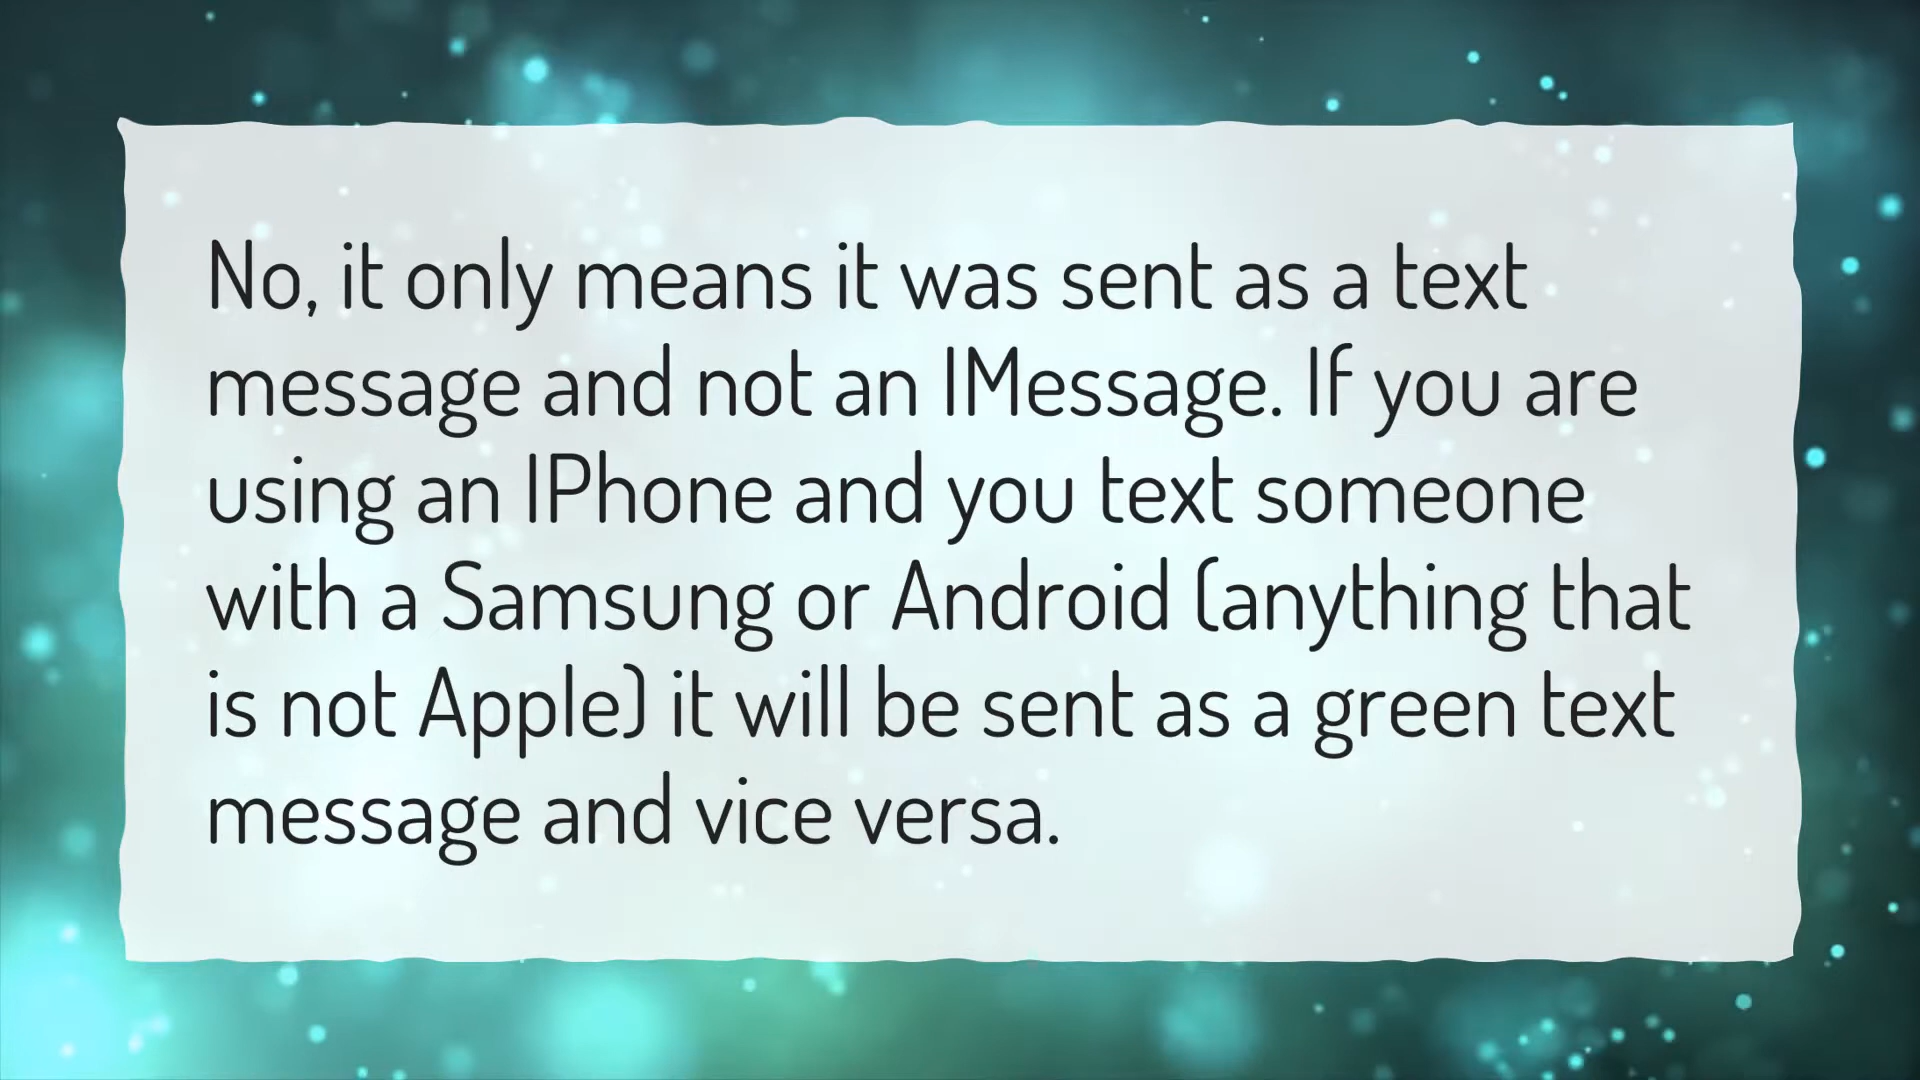 No, it only means it was sent as a text
message and not an IMessage. If you are
using an IPhone and you text someone
with a Samsung or Android (anything that
is not Apple) it will be sent as a green text
message and vice versa.